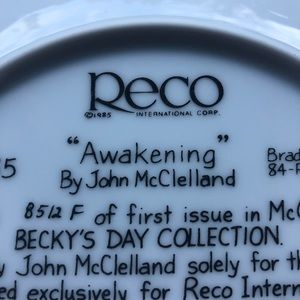 Reco
©1985 INTERNATIONAL CORP.
"Awakening"
By John McClelland
Brad
84-
8512 F of first issue in Mc
BECKY'S DAY COLLECTION.
John McClelland solely for th
exclusively for Reco Intern